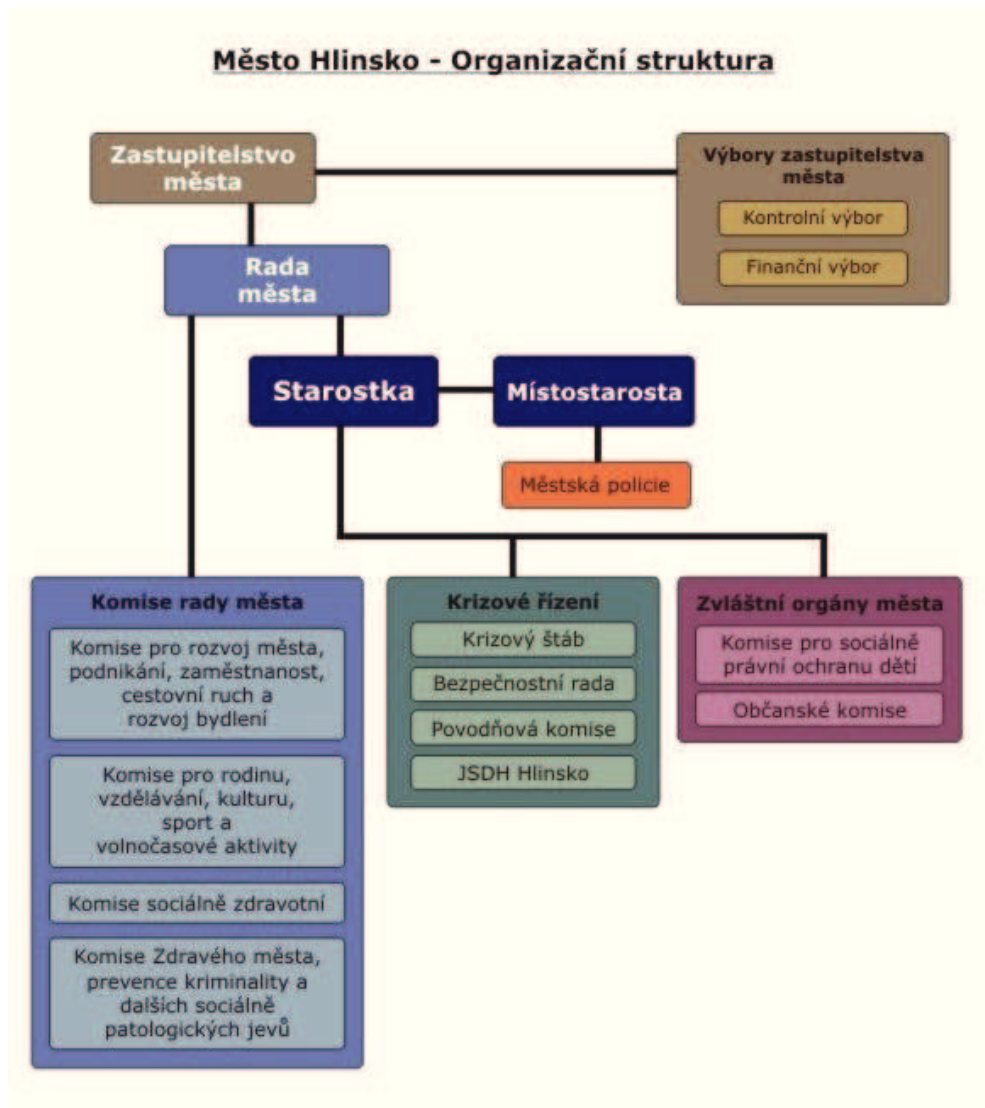 Město Hlinsko - Organizační struktura
Zastupitelstvo
města
Výbory zastupitelstva
města
Kontrolní výbor
Finanční výbor
Rada
města
Starostka
Místostarosta
Městská policie
Komise rady města
Komise pro rozvoj města,
podnikání, zaměstnanost,
cestovní ruch a
rozvoj bydlení
Komise pro rodinu,
vzdělávání, kulturu,
sport a
volnočasové aktivity
Komise sociálně zdravotní
Komise Zdravého města,
prevence kriminality a
dalších sociálně
patologických jevů
Krizové řízení
Krizový štáb
Bezpečnostní rada
Povodňová komise
JSDH Hlinsko
Zvláštní orgány města
Komise pro sociálně
právní ochranu dětí
Občanské komise